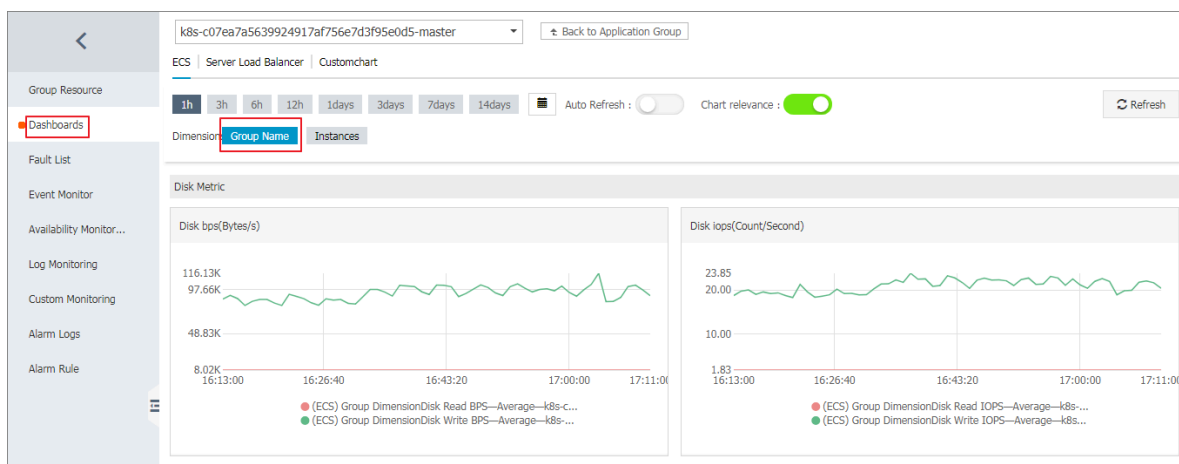 k8s-c07ea7a5639924917af756e7d3f95e0d5-master
Back to Application Group
ECS | Server Load Balancer | Customchart
Group Resource
Dashboards
Fault List
Event Monitor
Availability Monitor...
Log Monitoring
Custom Monitoring
Alarm Logs
Alarm Rule
1h 3h 6h 12h 1days 3days 7days 14days Auto Refresh : Chart relevance : Refresh
Dimension: Group Name Instances
Disk Metric
Disk bps(Bytes/s)
116.13K
97.66K
48.83K
8.02K
16:13:00 16:26:40 16:43:20 17:00:00 17:11:00
(ECS) Group DimensionDisk Read BPS—Average—k8s-c...
(ECS) Group DimensionDisk Write BPS—Average—k8s-...
Disk iops(Count/Second)
23.85
20.00
10.00
1.83
16:13:00 16:26:40 16:43:20 17:00:00 17:11:00
(ECS) Group DimensionDisk Read IOPS—Average—k8s-...
(ECS) Group DimensionDisk Write IOPS—Average—k8s...